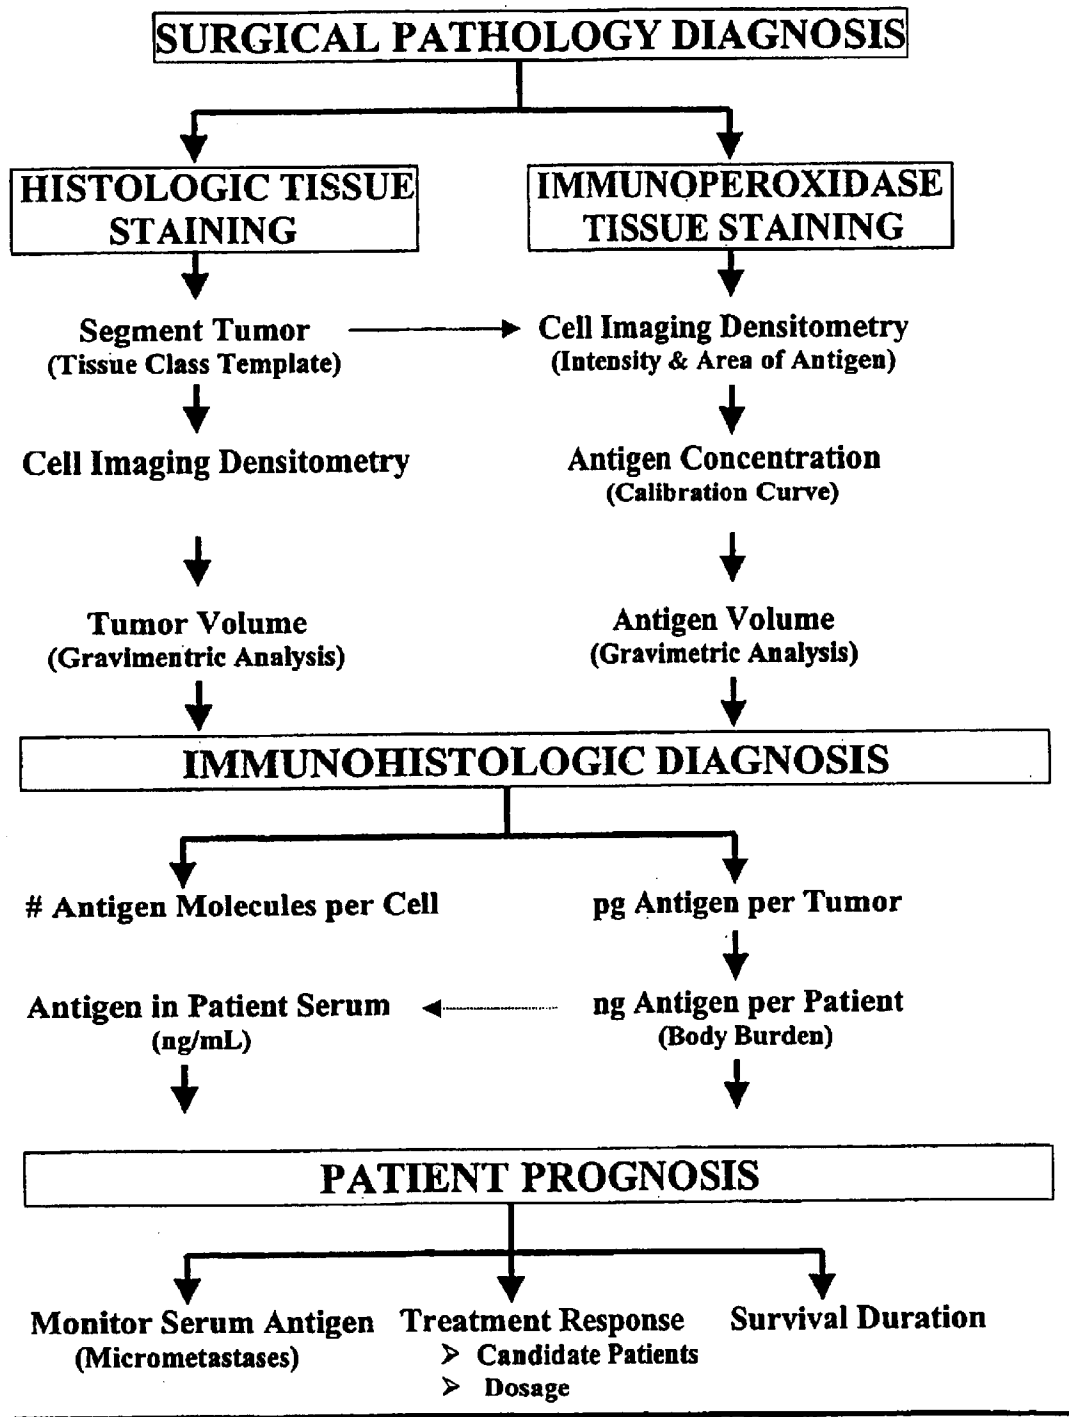 SURGICAL PATHOLOGY DIAGNOSIS
HISTOLOGIC TISSUE
STAINING
IMMUNOPEROXIDASE
TISSUE STAINING
Segment Tumor
(Tissue Class Template)
Cell Imaging Densitometry
(Intensity & Area of Antigen)
Cell Imaging Densitometry
Antigen Concentration
(Calibration Curve)
Tumor Volume
(Gravimentric Analysis)
Antigen Volume
(Gravimetric Analysis)
IMMUNOHISTOLOGIC DIAGNOSIS
# Antigen Molecules per Cell
pg Antigen per Tumor
Antigen in Patient Serum
(ng/mL)
ng Antigen per Patient
(Body Burden)
PATIENT PROGNOSIS
Monitor Serum Antigen
(Micrometastases)
Treatment Response
➢ Candidate Patients
➢ Dosage
Survival Duration